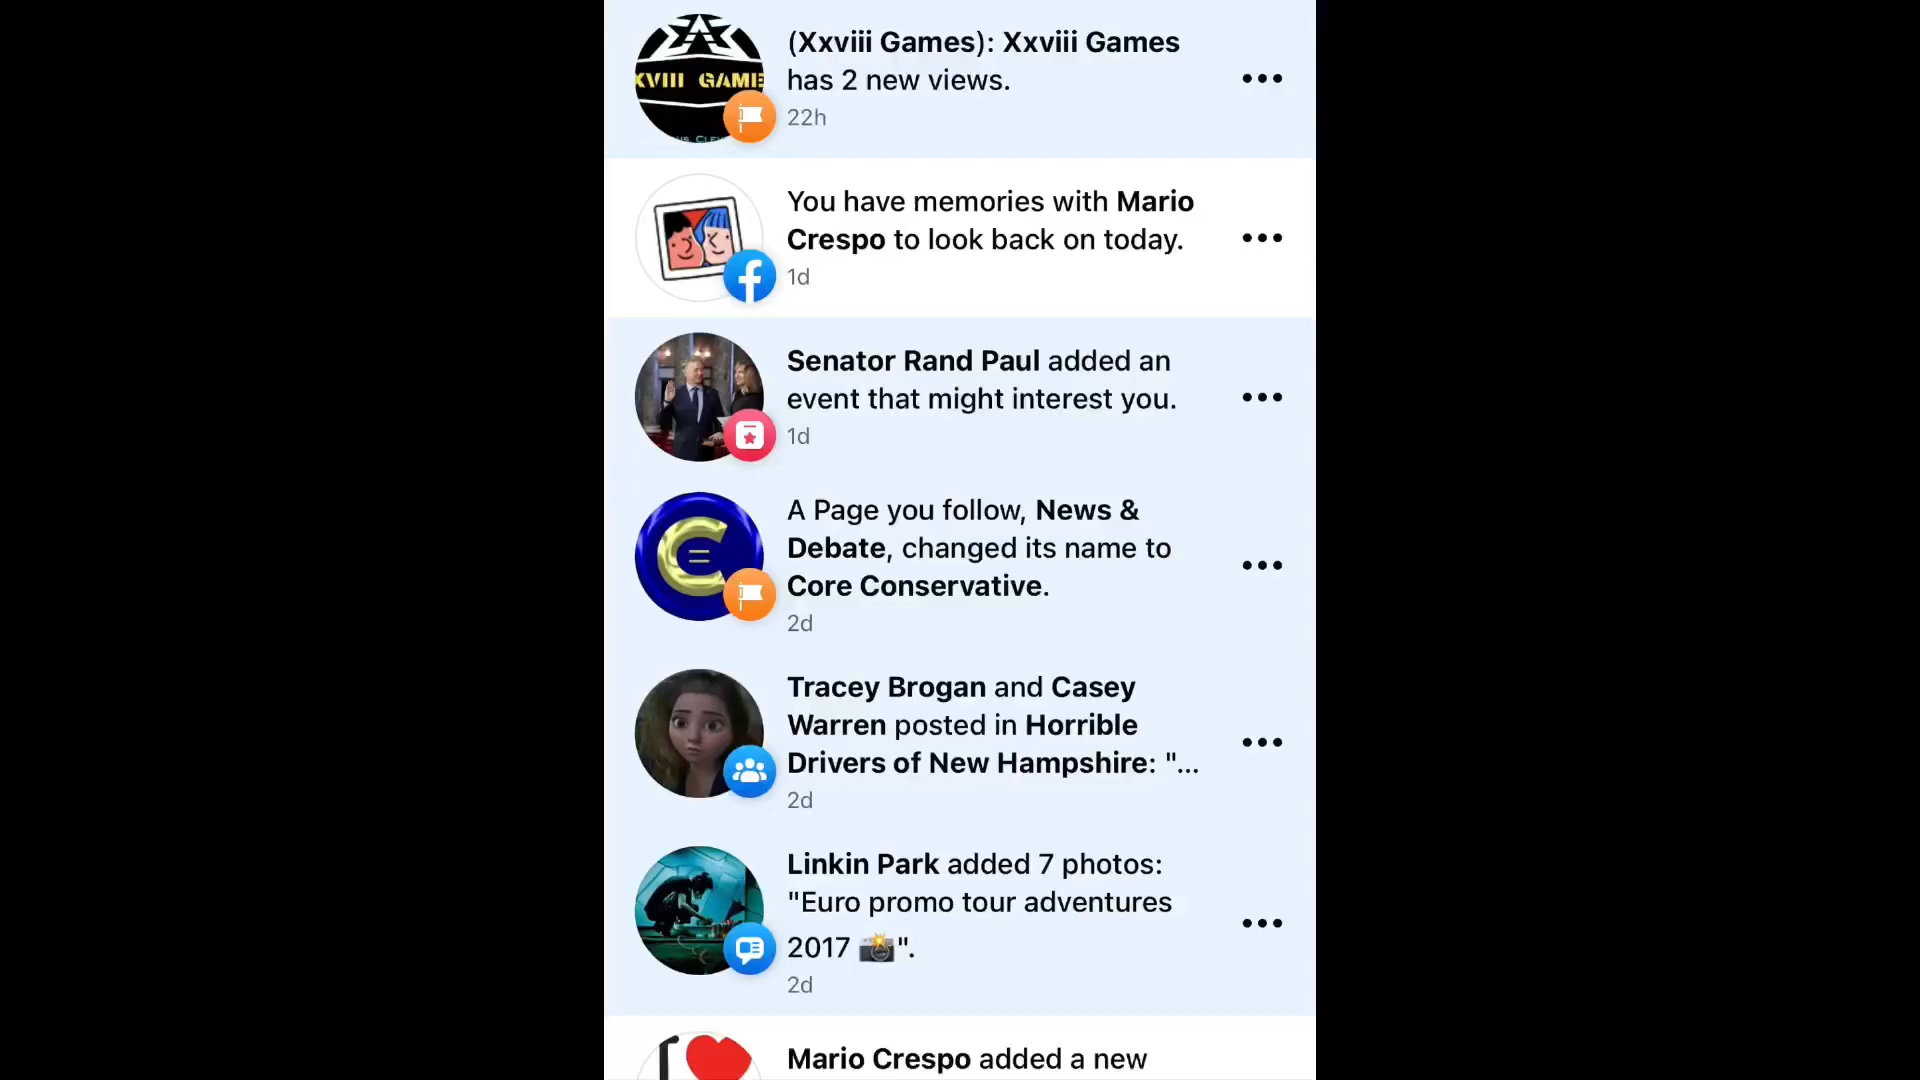 XVIII GAME
(Xxviii Games): Xxviii Games
has 2 new views.
22h
You have memories with Mario
Crespo to look back on today.
1d
Senator Rand Paul added an
event that might interest you.
1d
A Page you follow, News &
Debate, changed its name to
Core Conservative.
2d
Tracey Brogan and Casey
Warren posted in Horrible
Drivers of New Hampshire: "...
2d
Linkin Park added 7 photos:
"Euro promo tour adventures
2017 📸".
2d
I ❤
Mario Crespo added a new